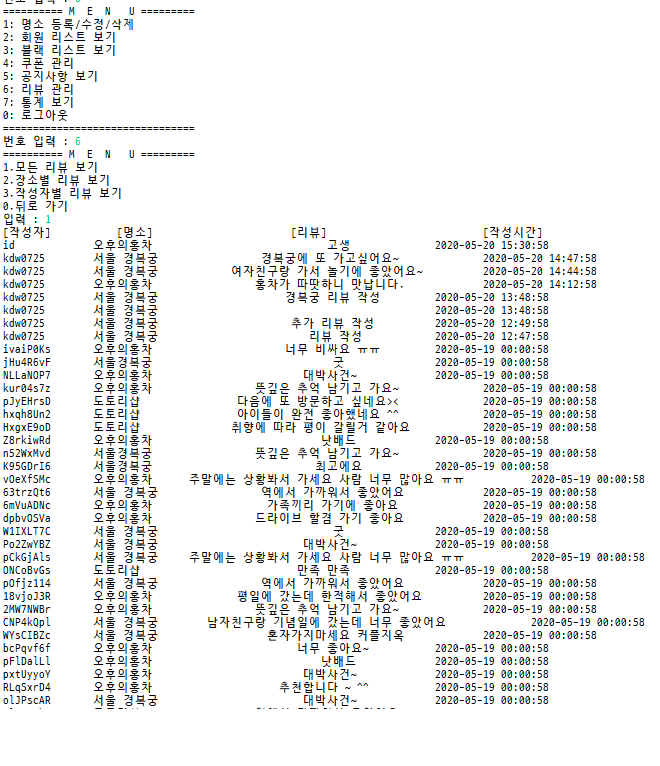 ========== M  E  N   U =========
1: 명소 등록/수정/삭제
2: 회원 리스트 보기
3: 블랙 리스트 보기
4: 쿠폰 관리
5: 공지사항 보기
6: 리뷰 관리
7: 통계 보기
0: 로그아웃
================================
번호 입력 : 6
========== M  E  N   U =========
1.모든 리뷰 보기
2.장소별 리뷰 보기
3.작성자별 리뷰 보기
0.뒤로 가기
입력 : 1
[작성자] [명소] [리뷰] [작성시간]
id 오후의홍차 고생 2020-05-20 15:30:58
kdw0725 서울 경복궁 경복궁에 또 가고싶어요~ 2020-05-20 14:47:58
kdw0725 서울 경복궁 여자친구랑 가서 놀기에 좋았어요~ 2020-05-20 14:44:58
kdw0725 오후의홍차 홍차가 따땃하니 맛납니다. 2020-05-20 14:12:58
kdw0725 서울 경복궁 경복궁 리뷰 작성 2020-05-20 13:48:58
kdw0725 서울 경복궁 2020-05-20 13:48:58
kdw0725 서울 경복궁 추가 리뷰 작성 2020-05-20 12:49:58
kdw0725 서울 경복궁 리뷰 작성 2020-05-20 12:47:58
ivaiP0Ks 오후의홍차 너무 비싸요 ㅠㅠ 2020-05-19 00:00:58
jHu4R6vF 서울경복궁 굿 2020-05-19 00:00:58
NLLaNOP7 오후의홍차 대박사건~ 2020-05-19 00:00:58
kur04s7z 오후의홍차 뜻깊은 추억 남기고 가요~ 2020-05-19 00:00:58
pJyEHrsD 도토리샵 다음에 또 방문하고 싶네요>< 2020-05-19 00:00:58
hxqh8Un2 도토리샵 아이들이 완전 좋아했네요 ^^ 2020-05-19 00:00:58
HxgxE9oD 도토리샵 취향에 따라 평이 갈릴거 같아요 2020-05-19 00:00:58
Z8rkiwRd 오후의홍차 낫배드 2020-05-19 00:00:58
n52WxMvd 서울경복궁 뜻깊은 추억 남기고 가요~ 2020-05-19 00:00:58
K95GDrI6 서울경복궁 최고에요 2020-05-19 00:00:58
vOeXfSMc 오후의홍차 주말에는 상황봐서 가세요 사람 너무 많아요 ㅠㅠ 2020-05-19 00:00:58
63trzQt6 서울 경복궁 역에서 가까워서 좋았어요 2020-05-19 00:00:58
6mVuADNc 오후의홍차 가족끼리 가기에 좋아요 2020-05-19 00:00:58
dpbvOSVa 오후의홍차 드라이브 할겸 가기 좋아요 2020-05-19 00:00:58
W1IXLT7C 서울 경복궁 굿 2020-05-19 00:00:58
Po2ZwYBZ 서울 경복궁 대박사건~ 2020-05-19 00:00:58
pCkGjAls 서울 경복궁 주말에는 상황봐서 가세요 사람 너무 많아요 ㅠㅠ 2020-05-19 00:00:58
ONCoBvGs 도토리샵 만족 만족 2020-05-19 00:00:58
pOfjz114 서울 경복궁 역에서 가까워서 좋았어요 2020-05-19 00:00:58
18vjoJ3R 오후의홍차 평일에 갔는데 한적해서 좋았어요 2020-05-19 00:00:58
2MW7NWBr 오후의홍차 뜻깊은 추억 남기고 가요~ 2020-05-19 00:00:58
CNP4kQpl 서울 경복궁 남자친구랑 기념일에 갔는데 너무 좋았어요 2020-05-19 00:00:58
WYsCIBZc 서울 경복궁 혼자가지마세요 커플지옥 2020-05-19 00:00:58
bcPqvf6f 오후의홍차 너무 좋아요~ 2020-05-19 00:00:58
pFlDalLl 오후의홍차 낫배드 2020-05-19 00:00:58
pxtUyyoY 오후의홍차 대박사건~ 2020-05-19 00:00:58
RLqSxrD4 오후의홍차 추천합니다 ~ ^^ 2020-05-19 00:00:58
olJPscAR 서울 경복궁 대박사건~ 2020-05-19 00:00:58